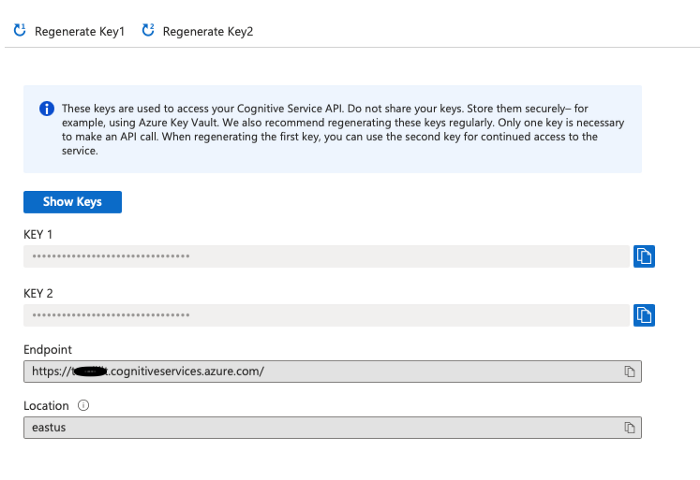 Regenerate Key1 Regenerate Key2
These keys are used to access your Cognitive Service API. Do not share your keys. Store them securely– for
example, using Azure Key Vault. We also recommend regenerating these keys regularly. Only one key is necessary
to make an API call. When regenerating the first key, you can use the second key for continued access to the
service.
Show Keys
KEY 1
••••••••••••••••••••••••••••••••
KEY 2
••••••••••••••••••••••••••••••••
Endpoint
https://t.cognitiveservices.azure.com/
Location
eastus